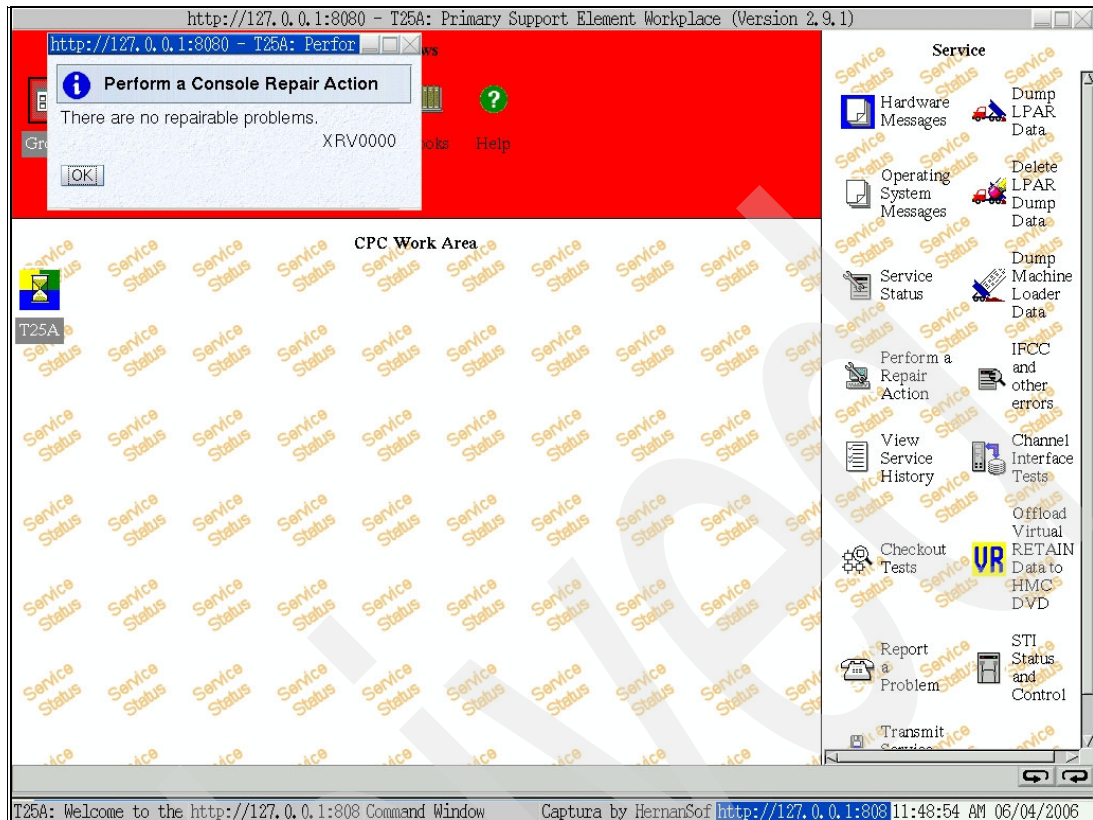 http://127.0.0.1:8080 - T25A: Primary Support Element Workplace (Version 2.9.1)
http://127.0.0.1:8080 - T25A: Perfor
Perform a Console Repair Action
There are no repairable problems.
XRV0000
OK
Help
CPC Work Area
T25A
Service
Hardware
Messages
Dump
LPAR
Data
Operating
System
Messages
Delete
LPAR
Dump
Data
Service
Status
Dump
Machine
Loader
Data
Perform a
Repair
Action
IFCC
and
other
errors
View
Service
History
Channel
Interface
Tests
Checkout
Tests
VR
Offload
Virtual
RETAIN
Data to
HMC
DVD
Report
a
Problem
STI
Status
and
Control
Transmit
Service Status
T25A: Welcome to the http://127.0.0.1:808 Command Window
Captura by HernanSof http://127.0.0.1:808 11:48:54 AM 06/04/2006